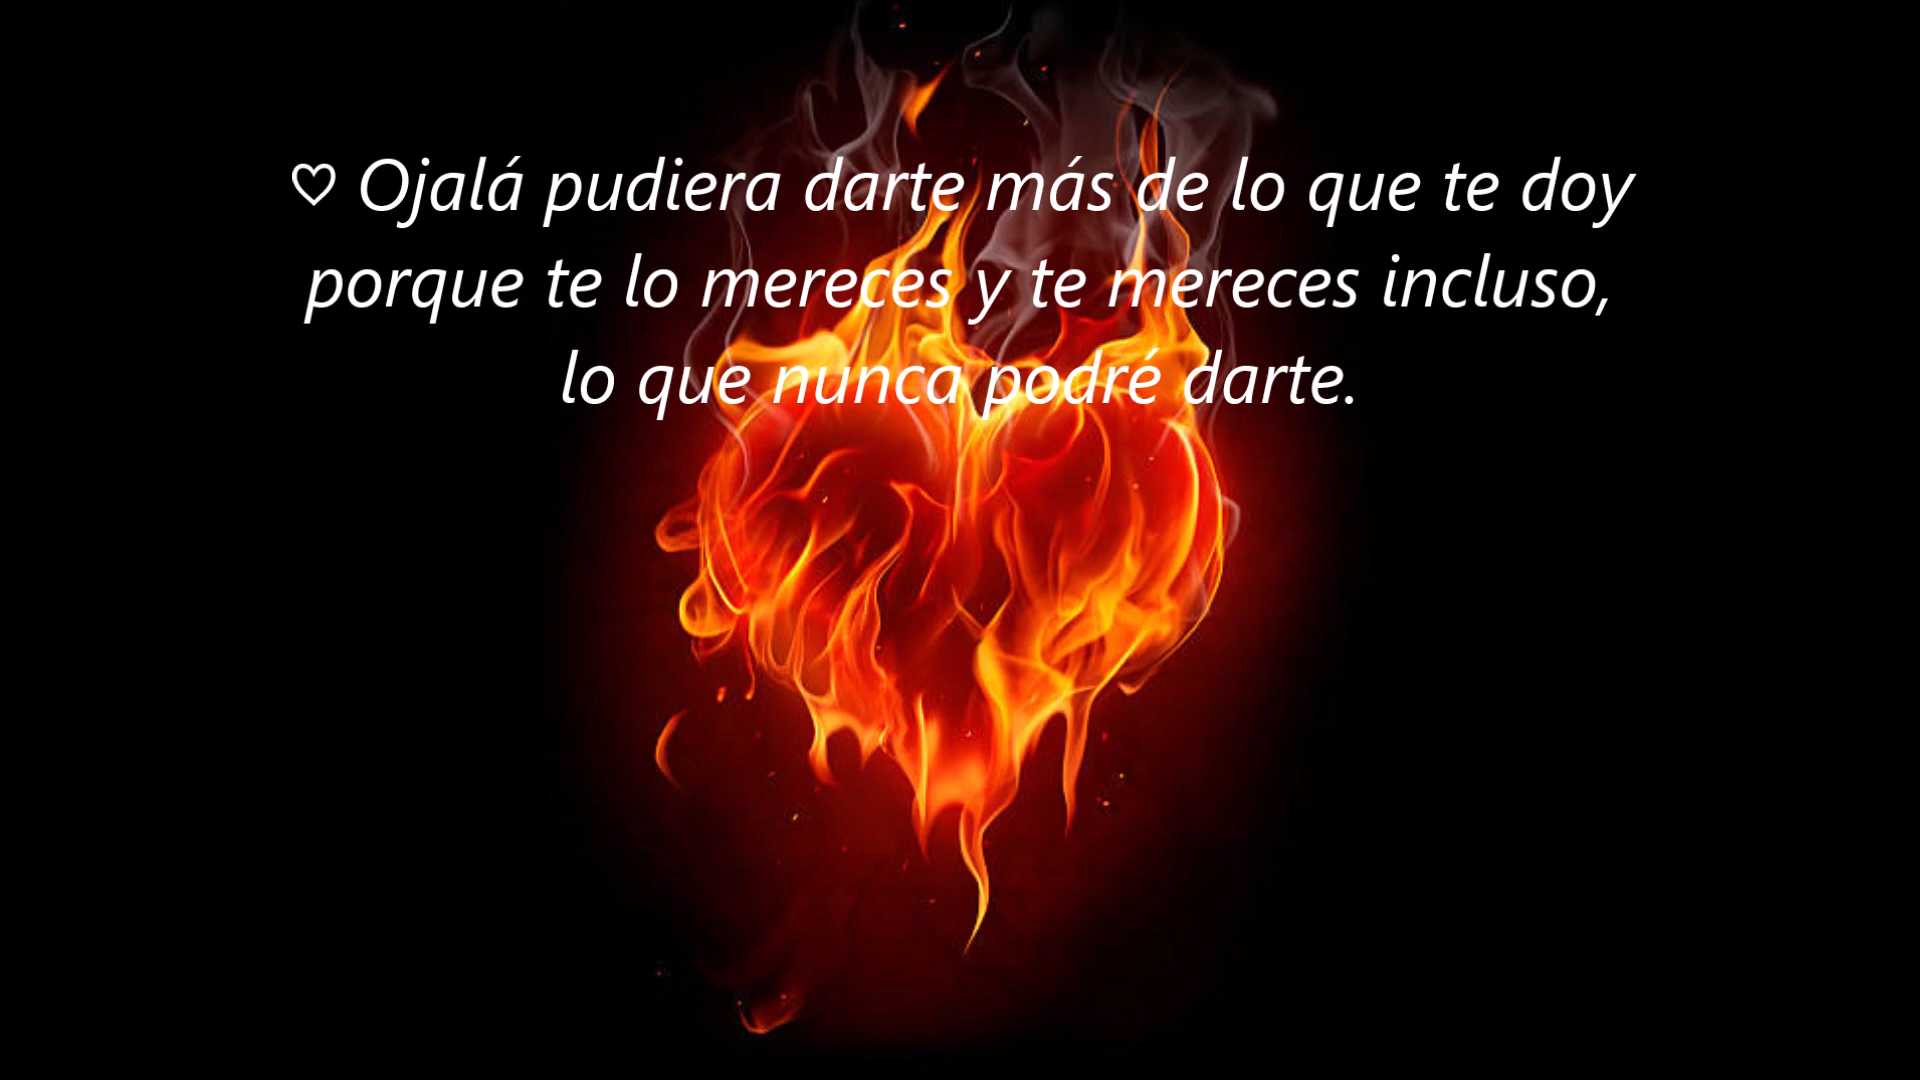 ♡ Ojalá pudiera darte más de lo que te doy
porque te lo mereces y te mereces incluso,
lo que nunca podré darte.